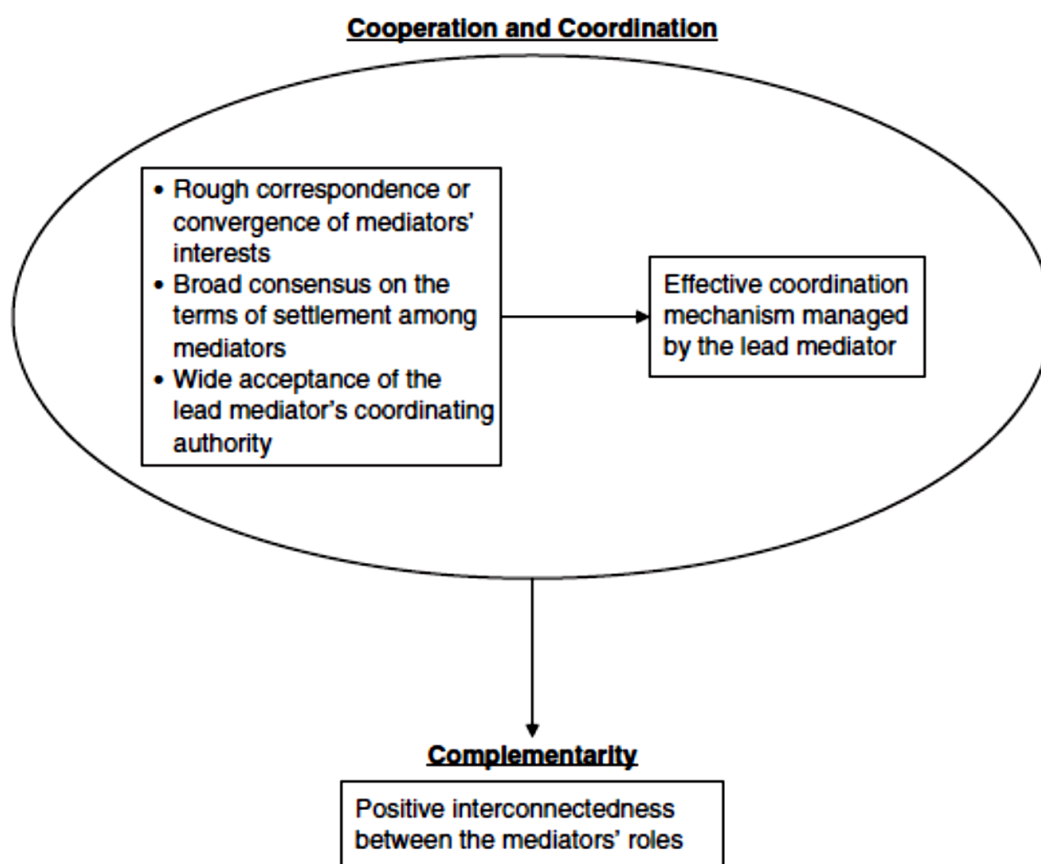 Cooperation and Coordination
• Rough correspondence or
convergence of mediators'
interests
• Broad consensus on the
terms of settlement among
mediators
• Wide acceptance of the
lead mediator's coordinating
authority
Effective coordination
mechanism managed
by the lead mediator
Complementarity
Positive interconnectedness
between the mediators' roles